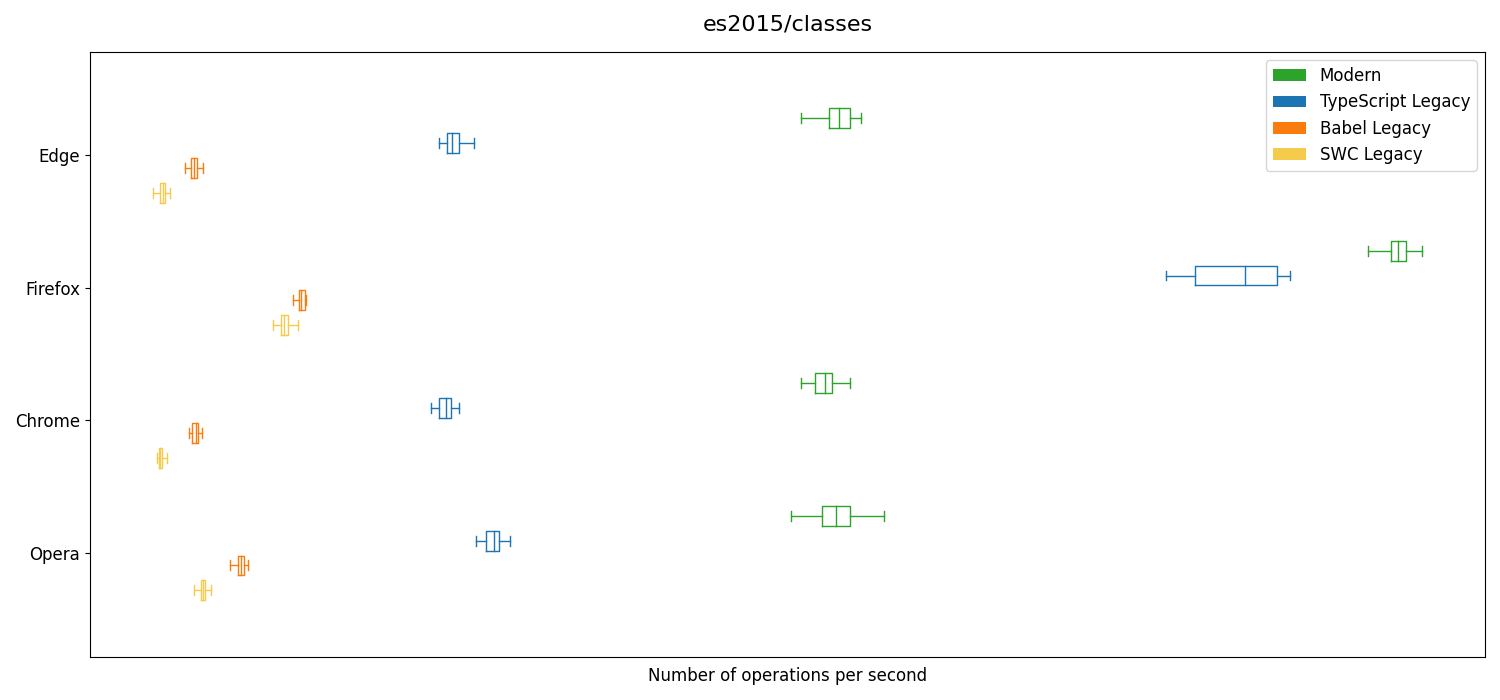 es2015/classes
Modern
TypeScript Legacy
Babel Legacy
SWC Legacy
Edge
Firefox
Chrome
Opera
Number of operations per second